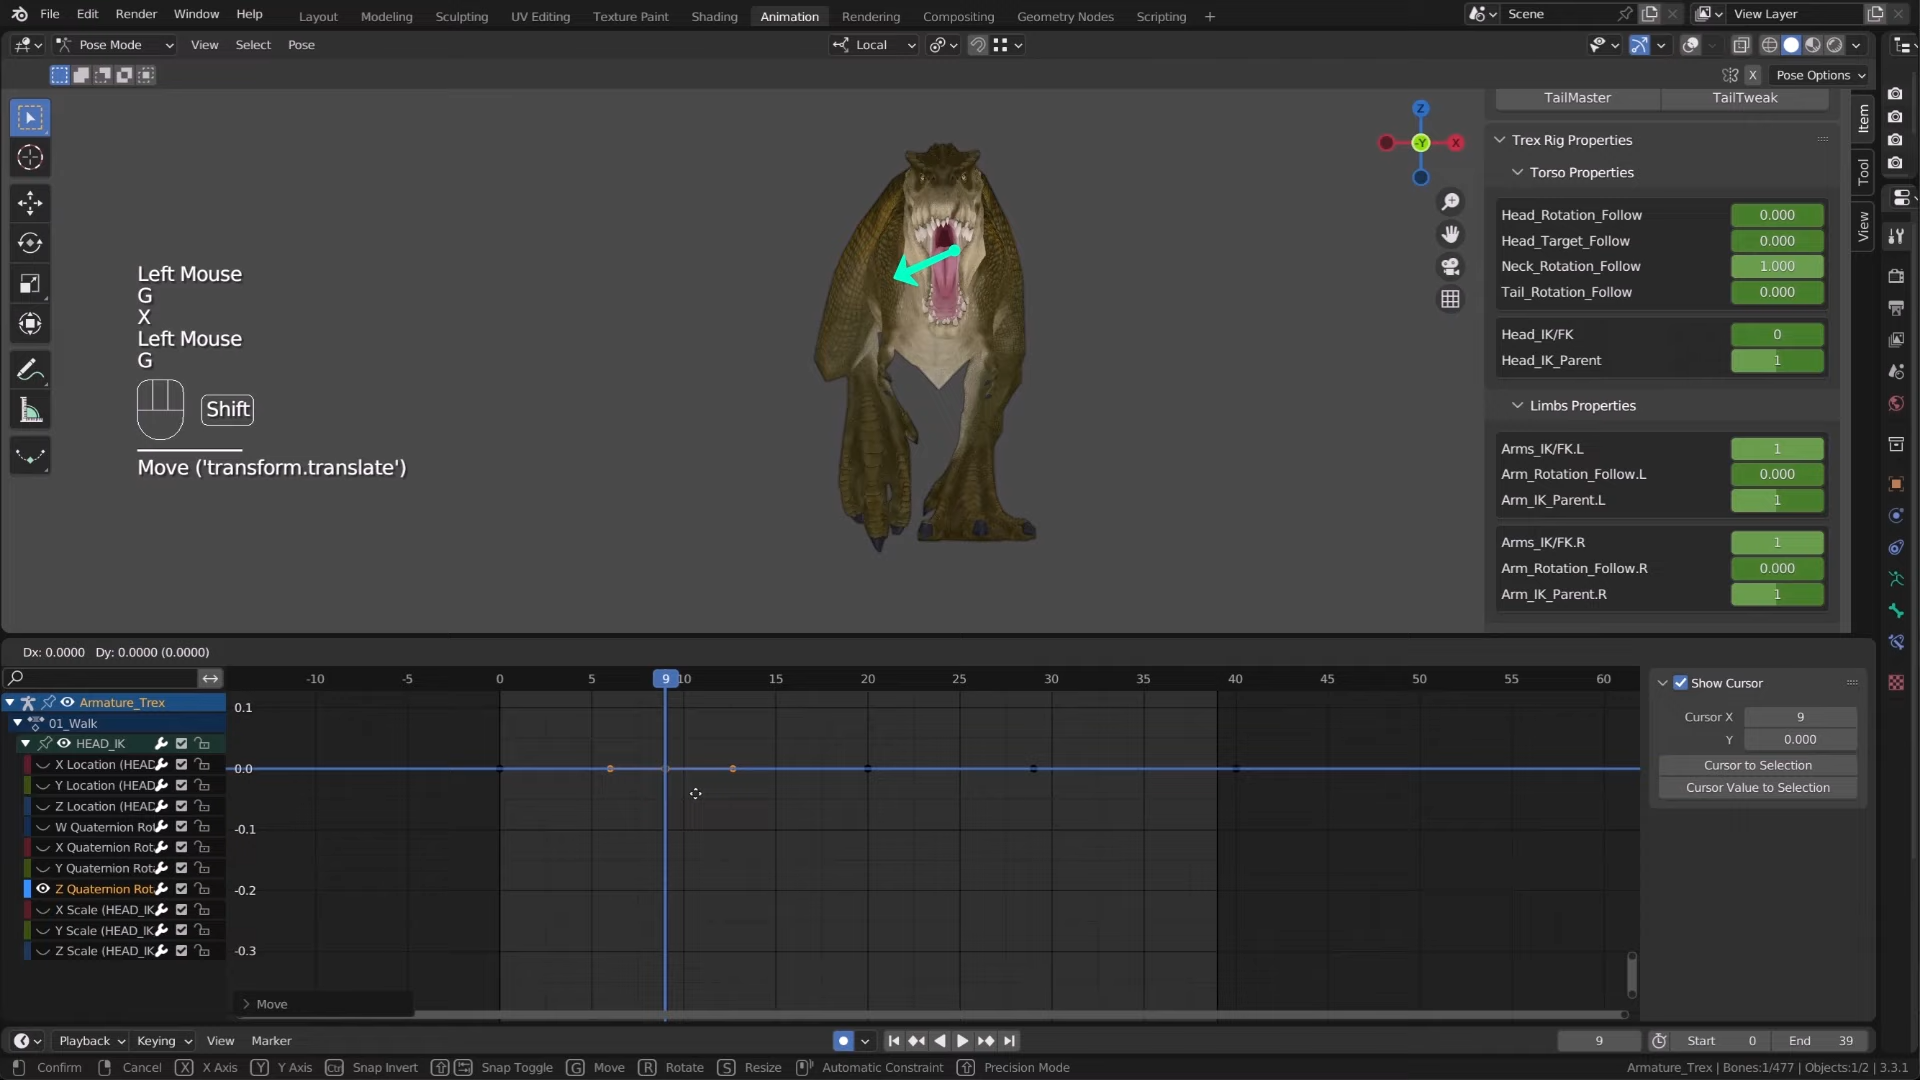 File Edit Render Window Help Layout Modeling Sculpting UV Editing Texture Paint Shading Animation Rendering Compositing Geometry Nodes Scripting + Scene View Layer
Pose Mode View Select Pose Local
X Pose Options
TailMaster TailTweak
Trex Rig Properties
Torso Properties
Head_Rotation_Follow 0.000
Head_Target_Follow 0.000
Neck_Rotation_Follow 1.000
Tail_Rotation_Follow 0.000
Head_IK/FK 0
Head_IK_Parent 1
Limbs Properties
Arms_IK/FK.L 1
Arm_Rotation_Follow.L 0.000
Arm_IK_Parent.L 1
Arms_IK/FK.R 1
Arm_Rotation_Follow.R 0.000
Arm_IK_Parent.R 1
Item
Tool
View
Z
-Y
X
Left Mouse
G
X
Left Mouse
G
Shift
Move ('transform.translate')
Dx: 0.0000 Dy: 0.0000 (0.0000)
-10 -5 0 5 9 10 15 20 25 30 35 40 45 50 55 60
0.1
0.0
-0.1
-0.2
-0.3
Armature_Trex
01_Walk
HEAD_IK
X Location (HEAD
Y Location (HEAD
Z Location (HEAD
W Quaternion Rot
X Quaternion Rot
Y Quaternion Rot
Z Quaternion Rot
X Scale (HEAD_IK
Y Scale (HEAD_IK
Z Scale (HEAD_IK
Move
Show Cursor
Cursor X 9
Y 0.000
Cursor to Selection
Cursor Value to Selection
Playback Keying View Marker 9 Start 0 End 39
Confirm Cancel X X Axis Y Y Axis Ctrl Snap Invert Snap Toggle G Move R Rotate S Resize Automatic Constraint Precision Mode Armature_Trex | Bones:1/477 | Objects:1/2 | 3.3.1